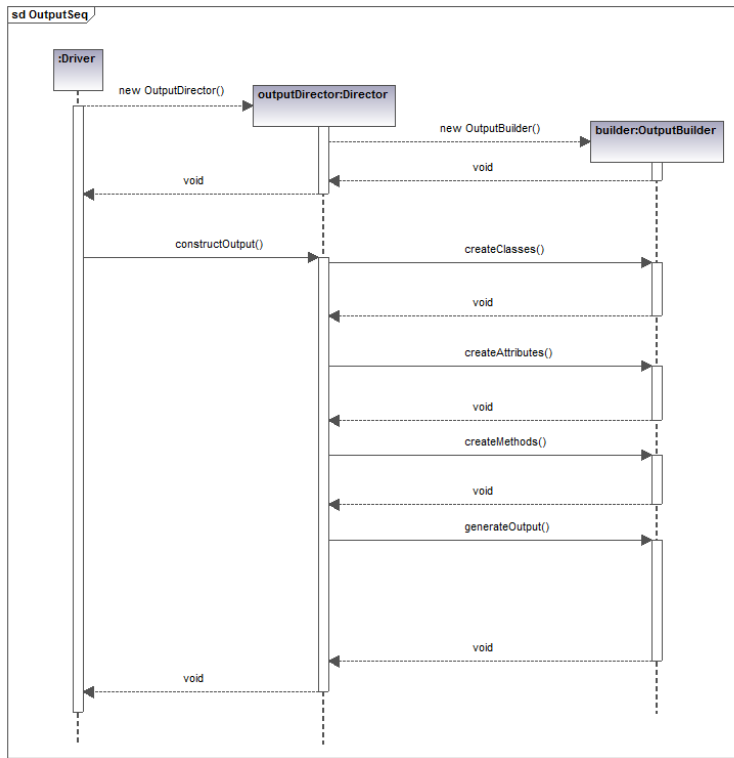 sd OutputSeq
:Driver
new OutputDirector()
outputDirector:Director
new OutputBuilder()
builder:OutputBuilder
void
void
constructOutput()
createClasses()
void
createAttributes()
void
createMethods()
void
generateOutput()
void
void